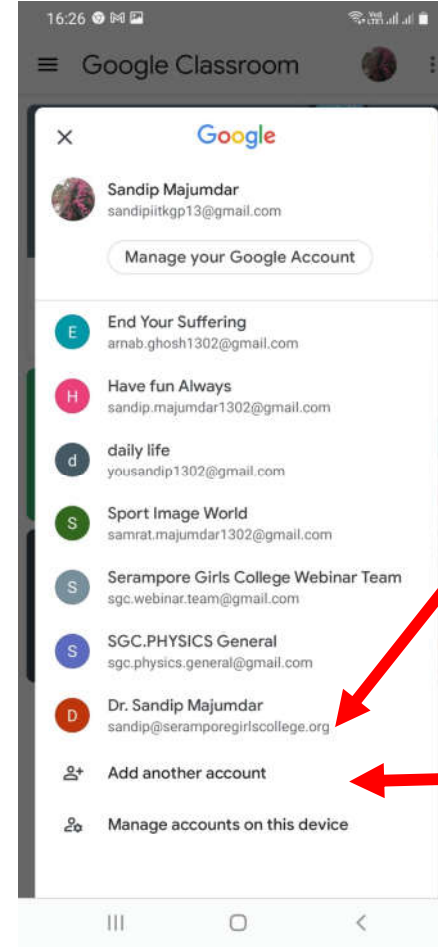 16:26
Google Classroom
Google
Sandip Majumdar
sandipiitkgp13@gmail.com
Manage your Google Account
E
End Your Suffering
arnab.ghosh1302@gmail.com
H
Have fun Always
sandip.majumdar1302@gmail.com
d
daily life
yousandip1302@gmail.com
S
Sport Image World
samrat.majumdar1302@gmail.com
S
Serampore Girls College Webinar Team
sgc.webinar.team@gmail.com
S
SGC.PHYSICS General
sgc.physics.general@gmail.com
D
Dr. Sandip Majumdar
sandip@seramporegirlscollege.org
Add another account
Manage accounts on this device